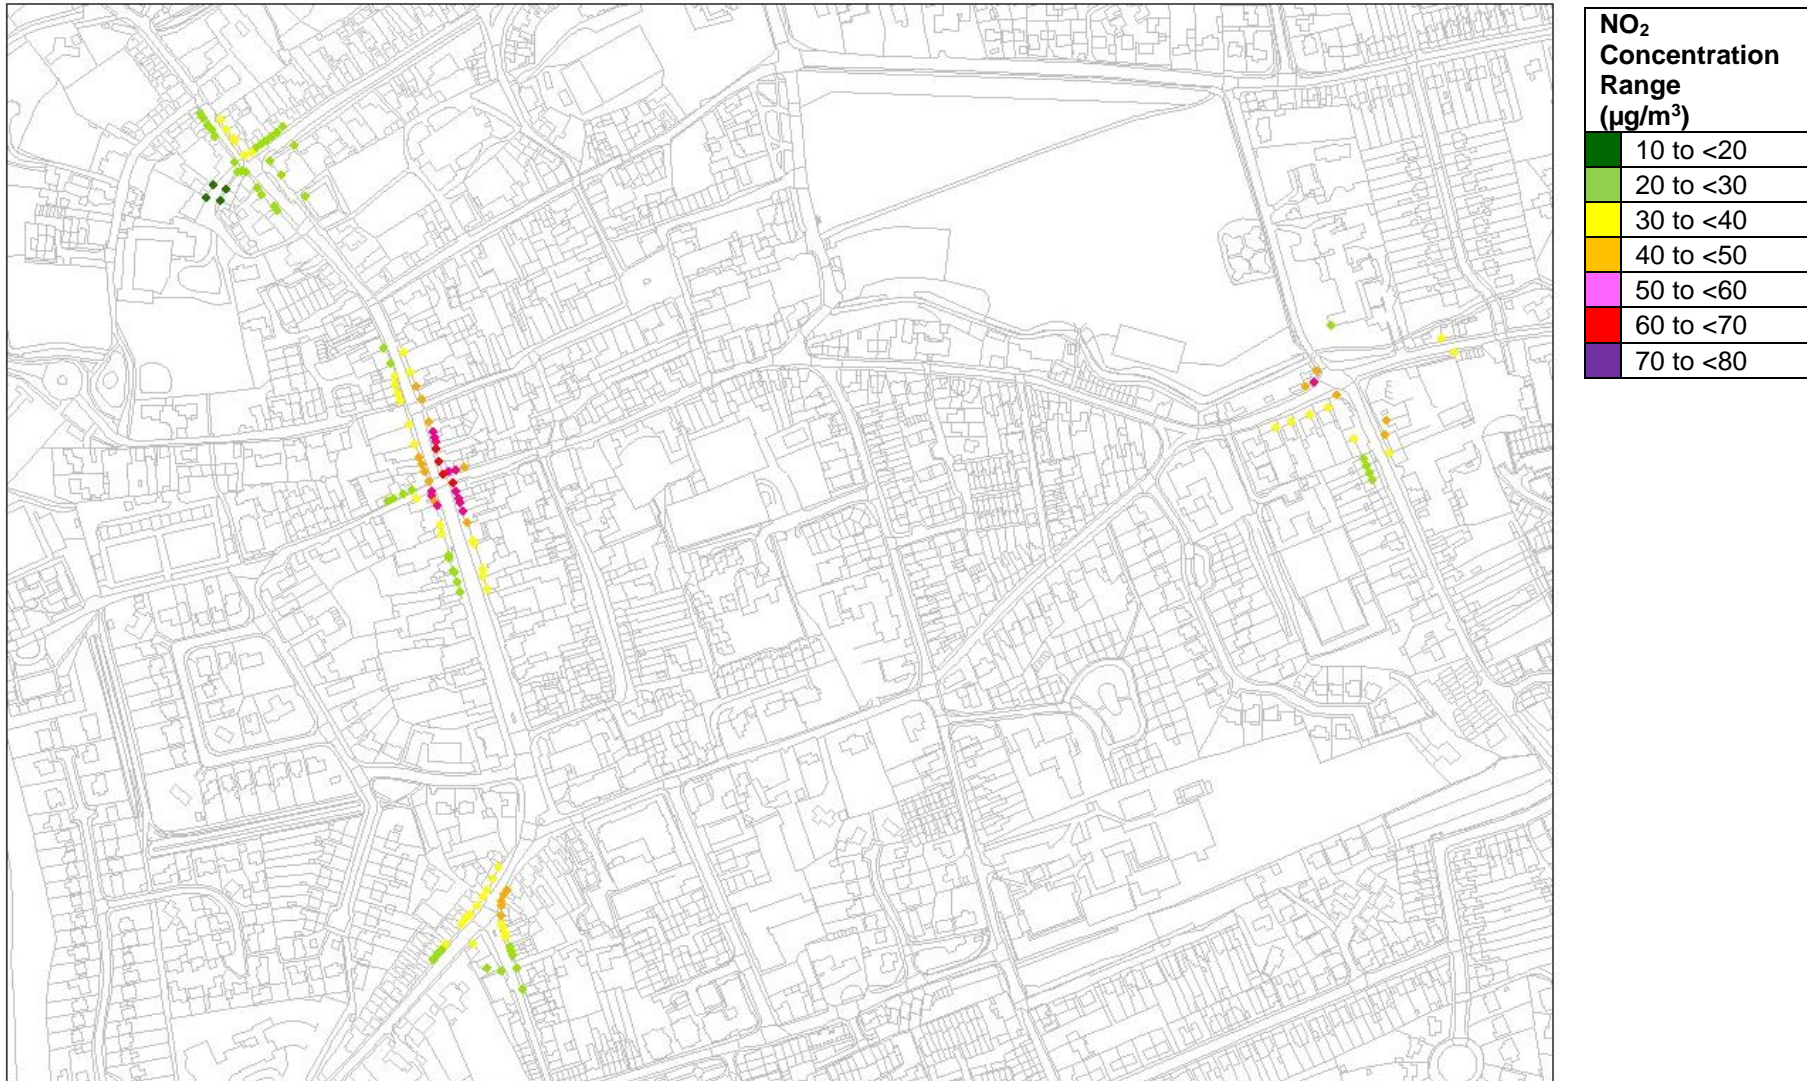 NO₂
Concentration
Range
(µg/m³)
10 to <20
20 to <30
30 to <40
40 to <50
50 to <60
60 to <70
70 to <80